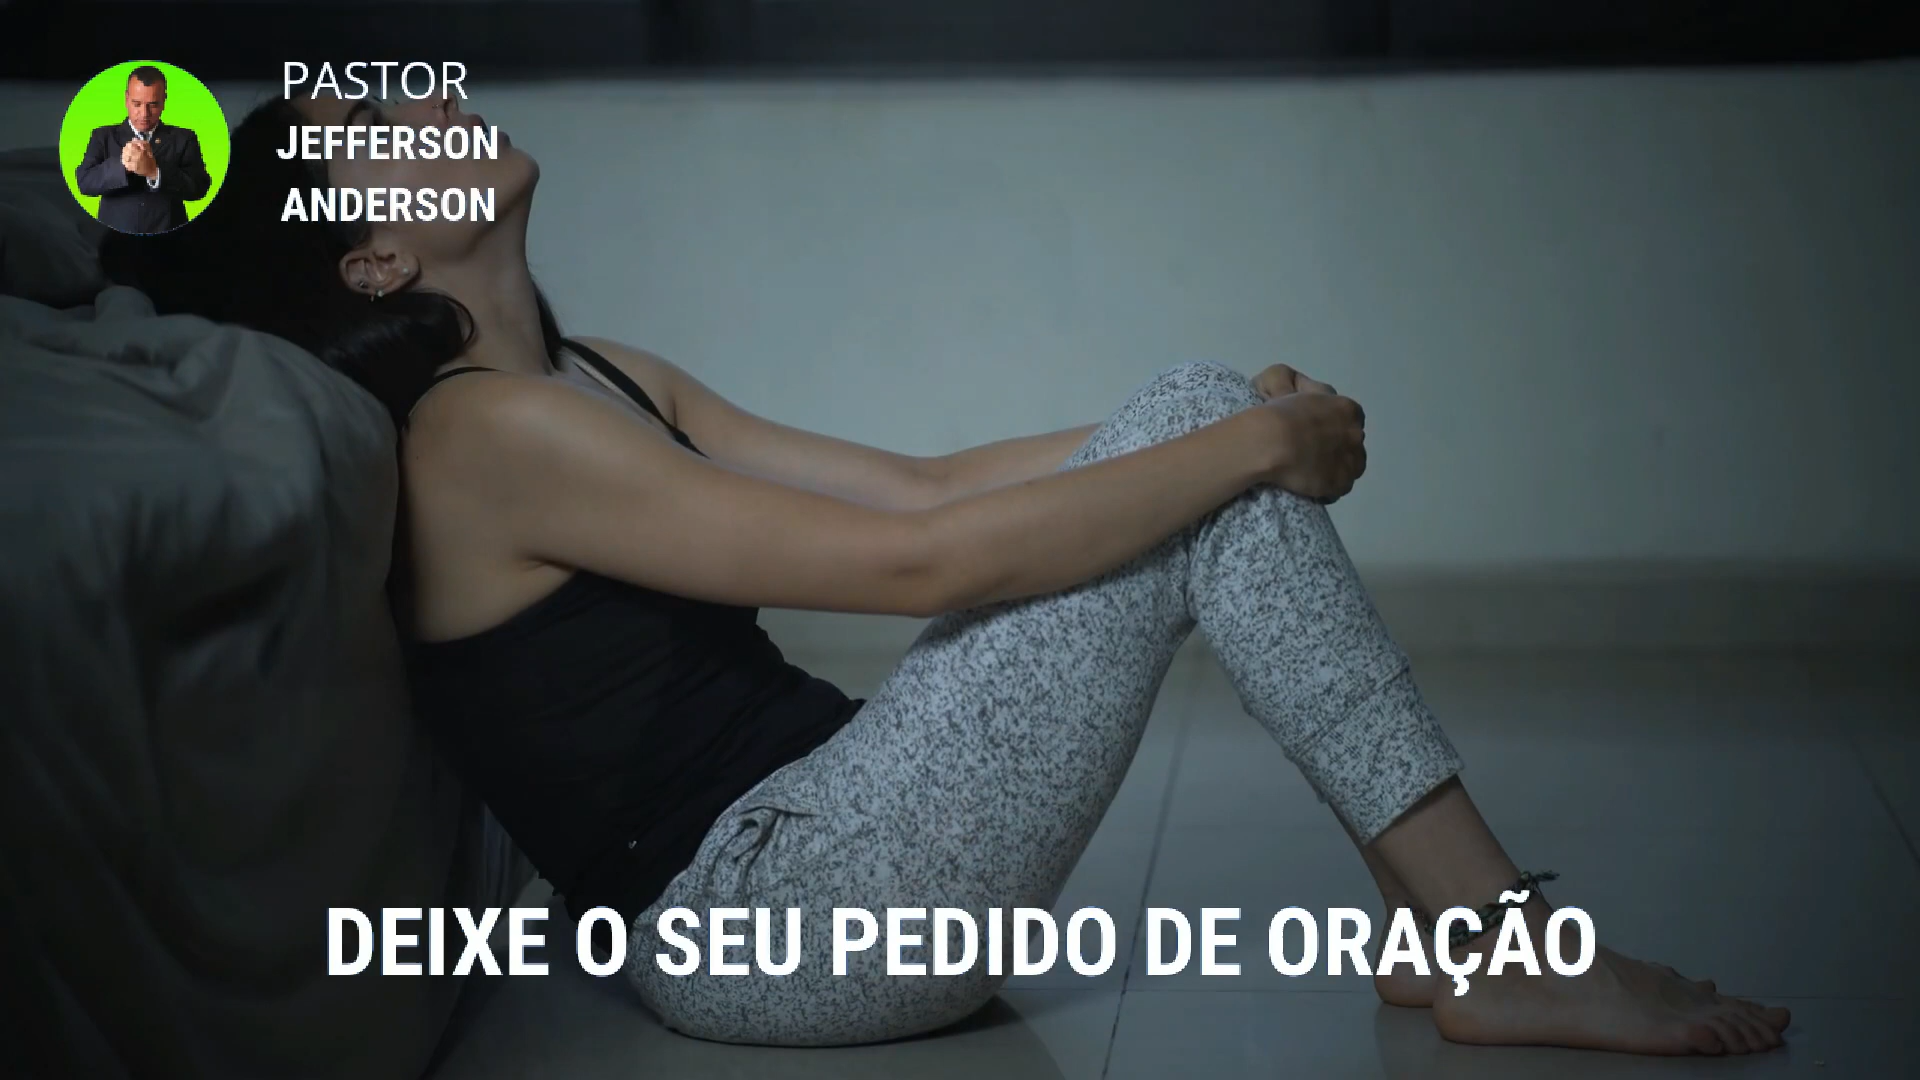 PASTOR
JEFFERSON
ANDERSON
DEIXE O SEU PEDIDO DE ORAÇÃO